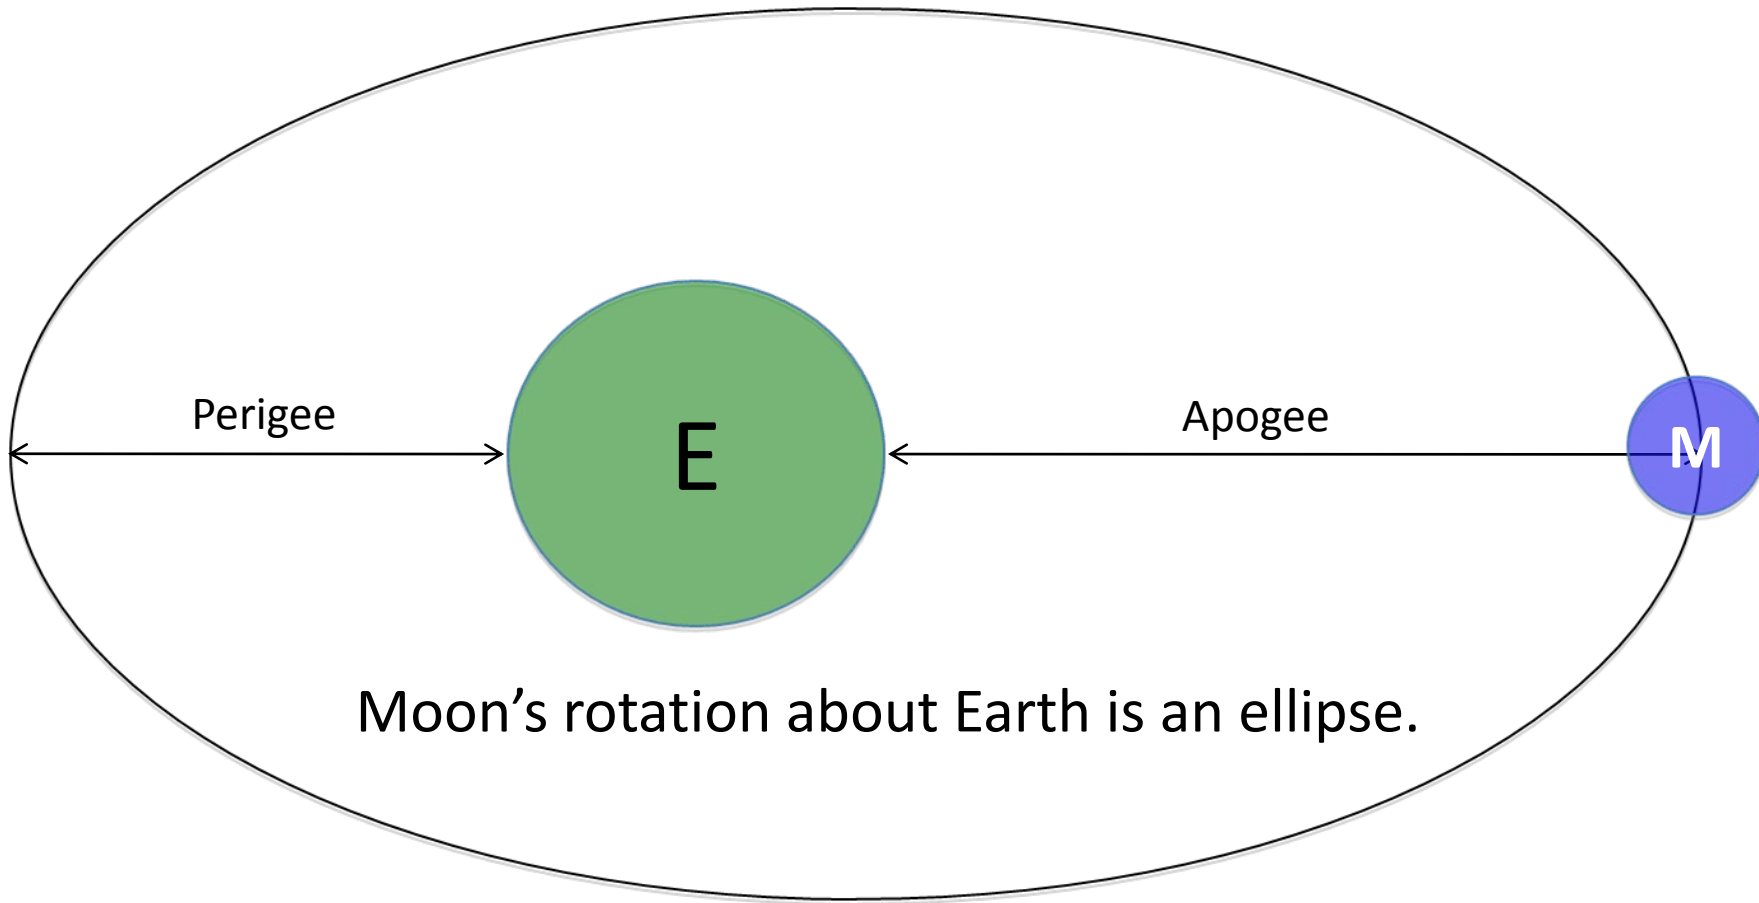 Perigee
E
Apogee
M
Moon’s rotation about Earth is an ellipse.